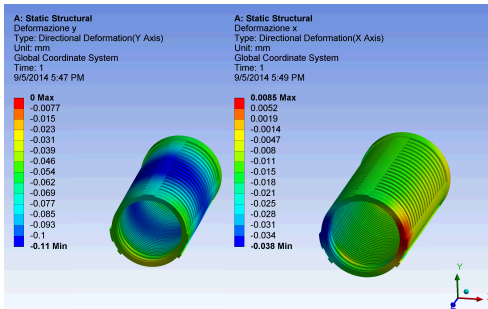 A: Static Structural
Deformazione y
Type: Directional Deformation(Y Axis)
Unit: mm
Global Coordinate System
Time: 1
9/5/2014 5:47 PM
0 Max
-0.0077
-0.015
-0.023
-0.031
-0.039
-0.046
-0.054
-0.062
-0.069
-0.077
-0.085
-0.093
-0.1
-0.11 Min
A: Static Structural
Deformazione x
Type: Directional Deformation(X Axis)
Unit: mm
Global Coordinate System
Time: 1
9/5/2014 5:49 PM
0.0085 Max
0.0052
0.0019
-0.0014
-0.0047
-0.008
-0.011
-0.015
-0.018
-0.021
-0.025
-0.028
-0.031
-0.034
-0.038 Min
Y